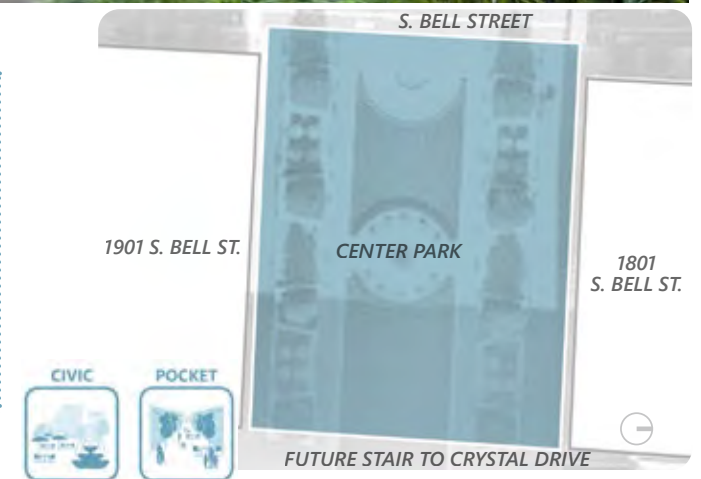 S. BELL STREET
1901 S. BELL ST.
CENTER PARK
1801
S. BELL ST.
CIVIC
POCKET
FUTURE STAIR TO CRYSTAL DRIVE